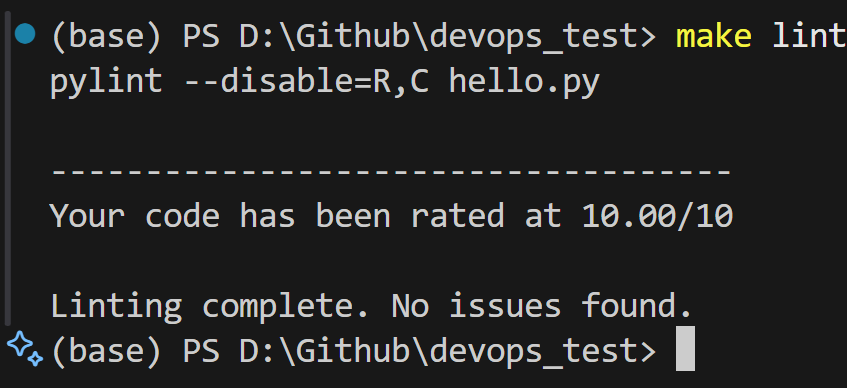 (base) PS D:\Github\devops_test> make lint
pylint --disable=R,C hello.py
------------------------------------
Your code has been rated at 10.00/10
Linting complete. No issues found.
(base) PS D:\Github\devops_test>